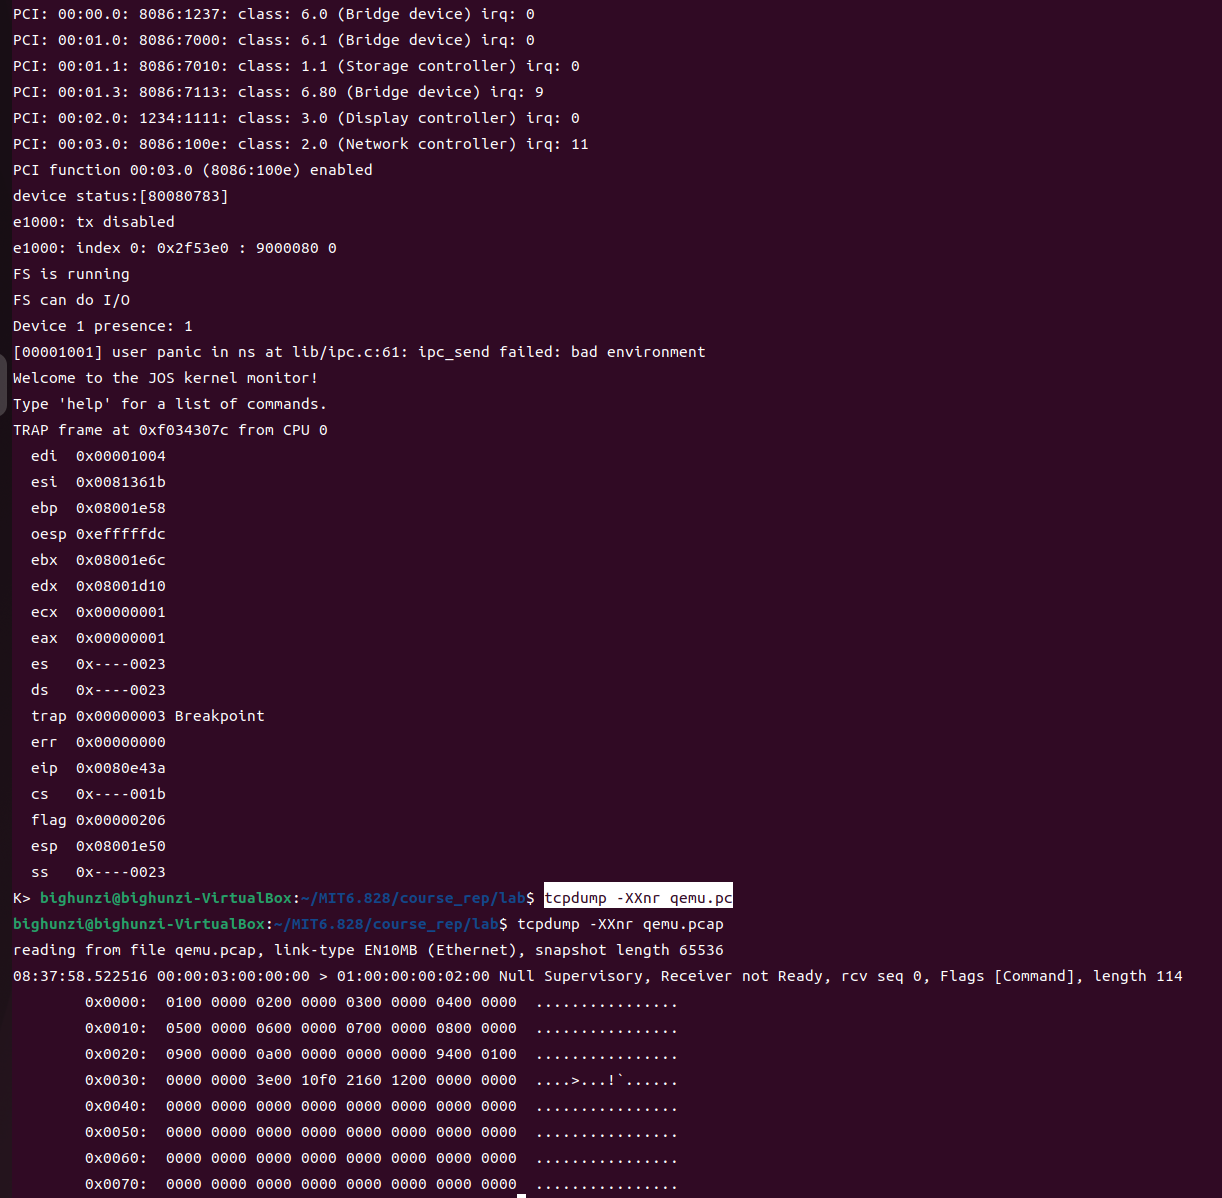 PCI: 00:00.0: 8086:1237: class: 6.0 (Bridge device) irq: 0
PCI: 00:01.0: 8086:7000: class: 6.1 (Bridge device) irq: 0
PCI: 00:01.1: 8086:7010: class: 1.1 (Storage controller) irq: 0
PCI: 00:01.3: 8086:7113: class: 6.80 (Bridge device) irq: 9
PCI: 00:02.0: 1234:1111: class: 3.0 (Display controller) irq: 0
PCI: 00:03.0: 8086:100e: class: 2.0 (Network controller) irq: 11
PCI function 00:03.0 (8086:100e) enabled
device status:[80080783]
e1000: tx disabled
e1000: index 0: 0x2f53e0 : 9000080 0
FS is running
FS can do I/O
Device 1 presence: 1
[00001001] user panic in ns at lib/ipc.c:61: ipc_send failed: bad environment
Welcome to the JOS kernel monitor!
Type 'help' for a list of commands.
TRAP frame at 0xf034307c from CPU 0
  edi  0x00001004
  esi  0x0081361b
  ebp  0x08001e58
  oesp 0xefffffdc
  ebx  0x08001e6c
  edx  0x08001d10
  ecx  0x00000001
  eax  0x00000001
  es   0x----0023
  ds   0x----0023
  trap 0x00000003 Breakpoint
  err  0x00000000
  eip  0x0080e43a
  cs   0x----001b
  flag 0x00000206
  esp  0x08001e50
  ss   0x----0023
K> bighunzi@bighunzi-VirtualBox:~/MIT6.828/course_rep/lab$ tcpdump -XXnr qemu.pc
bighunzi@bighunzi-VirtualBox:~/MIT6.828/course_rep/lab$ tcpdump -XXnr qemu.pcap
reading from file qemu.pcap, link-type EN10MB (Ethernet), snapshot length 65536
08:37:58.522516 00:00:03:00:00:00 > 01:00:00:00:02:00 Null Supervisory, Receiver not Ready, rcv seq 0, Flags [Command], length 114
        0x0000:  0100 0000 0200 0000 0300 0000 0400 0000  ................
        0x0010:  0500 0000 0600 0000 0700 0000 0800 0000  ................
        0x0020:  0900 0000 0a00 0000 0000 0000 9400 0100  ................
        0x0030:  0000 0000 3e00 10f0 2160 1200 0000 0000  ....>...!`......
        0x0040:  0000 0000 0000 0000 0000 0000 0000 0000  ................
        0x0050:  0000 0000 0000 0000 0000 0000 0000 0000  ................
        0x0060:  0000 0000 0000 0000 0000 0000 0000 0000  ................
        0x0070:  0000 0000 0000 0000 0000 0000 0000 0000  ................